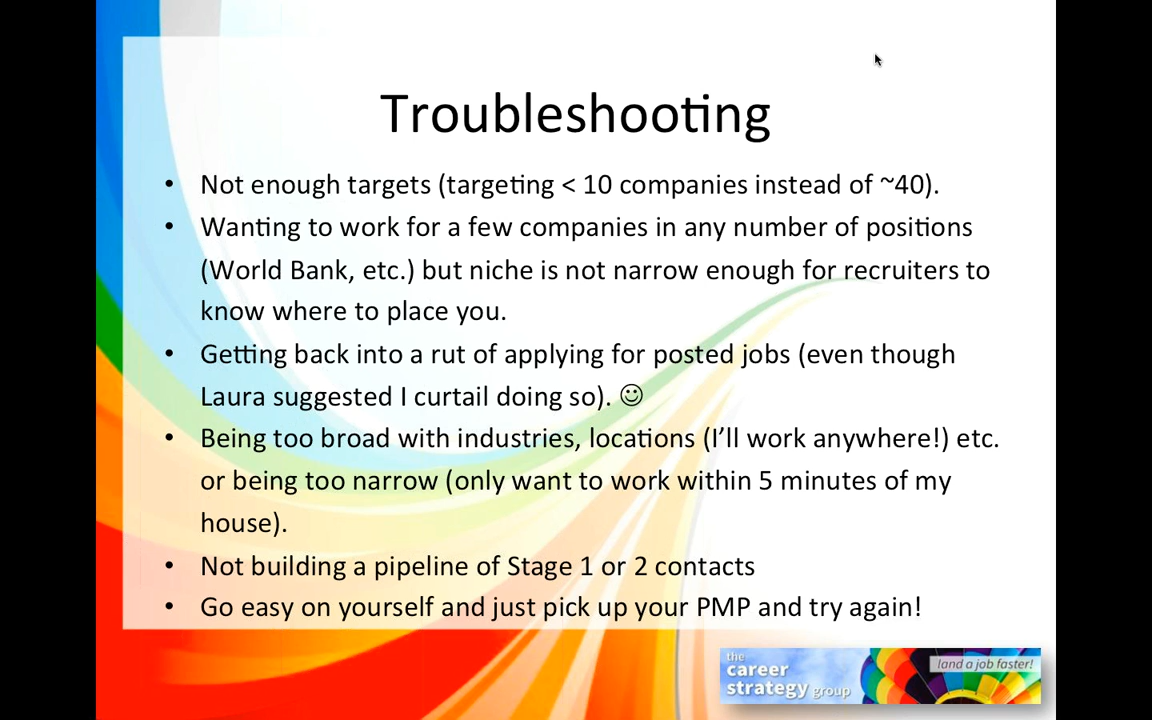 Troubleshooting
• Not enough targets (targeting < 10 companies instead of ~40).
• Wanting to work for a few companies in any number of positions
(World Bank, etc.) but niche is not narrow enough for recruiters to
know where to place you.
• Getting back into a rut of applying for posted jobs (even though
Laura suggested I curtail doing so). ☺
• Being too broad with industries, locations (I’ll work anywhere!) etc.
or being too narrow (only want to work within 5 minutes of my
house).
• Not building a pipeline of Stage 1 or 2 contacts
• Go easy on yourself and just pick up your PMP and try again!
the
career
strategy group
land a job faster!